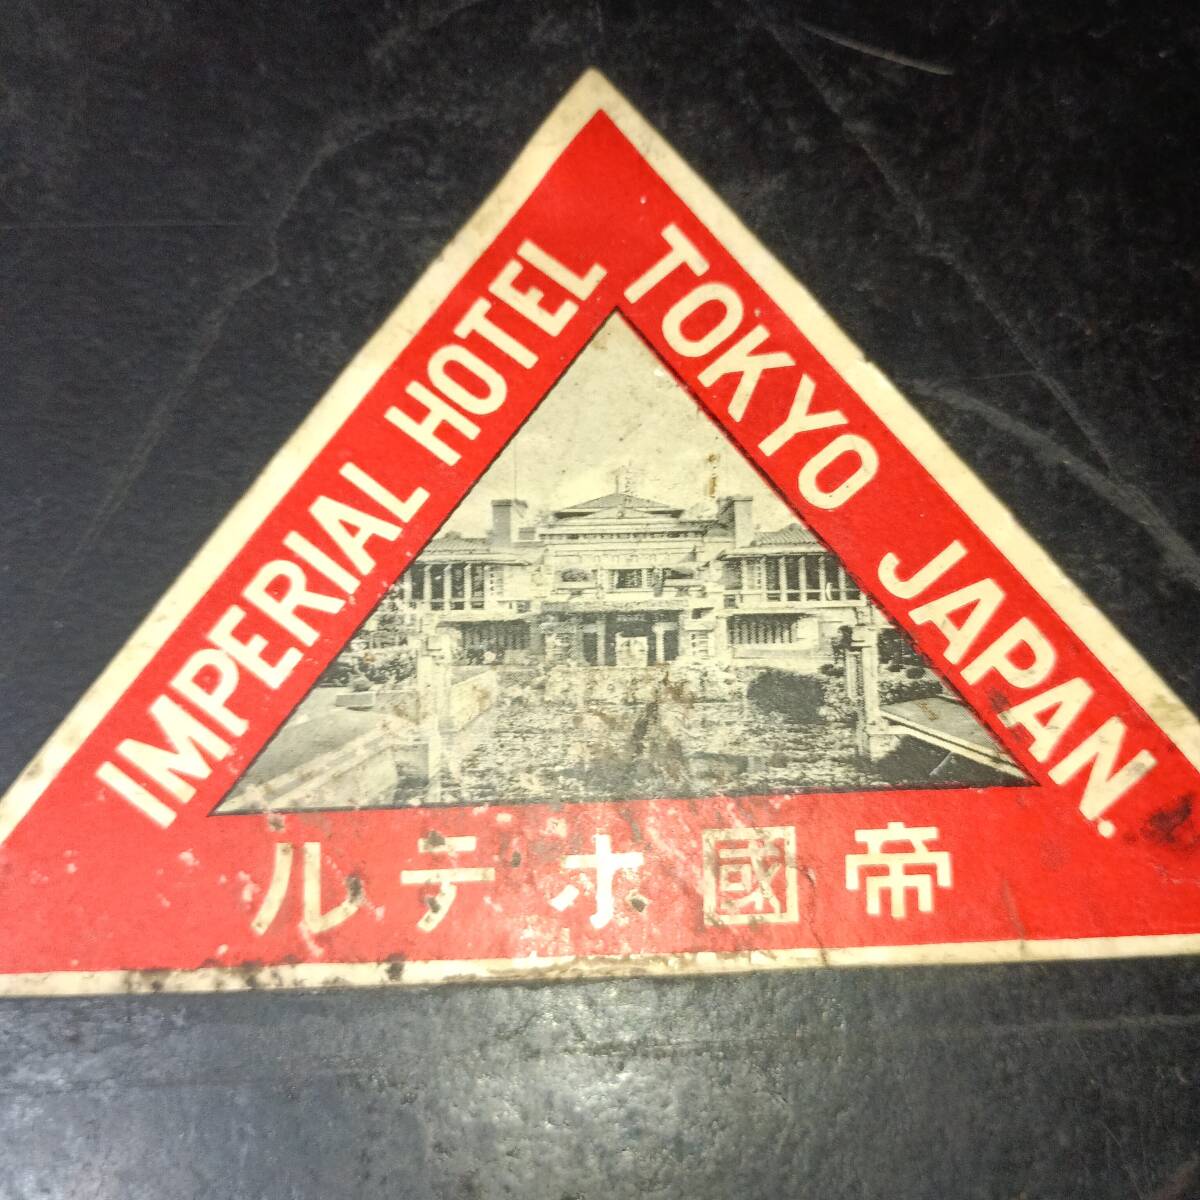 IMPERIAL HOTEL
TOKYO JAPAN.
ルテホ國帝